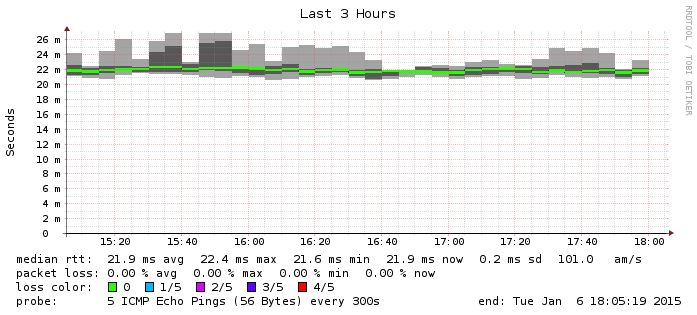 Last 3 Hours
RRDTOOL / TOBI OETIKER
Seconds
26 m
24 m
22 m
20 m
18 m
16 m
14 m
12 m
10 m
8 m
6 m
4 m
2 m
0
15:20 15:40 16:00 16:20 16:40 17:00 17:20 17:40 18:00
median rtt: 21.9 ms avg 22.4 ms max 21.6 ms min 21.9 ms now 0.2 ms sd 101.0 am/s
packet loss: 0.00 % avg 0.00 % max 0.00 % min 0.00 % now
loss color: 0 1/5 2/5 3/5 4/5
probe: 5 ICMP Echo Pings (56 Bytes) every 300s end: Tue Jan 6 18:05:19 2015